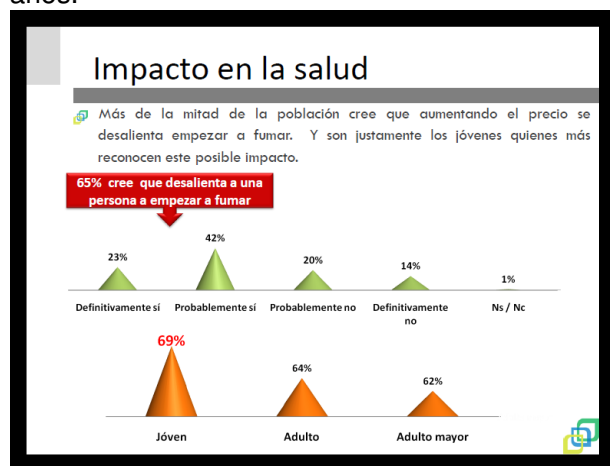 años.
Impacto en la salud
Más de la mitad de la población cree que aumentando el precio se
desalienta empezar a fumar. Y son justamente los jóvenes quienes más
reconocen este posible impacto.
65% cree que desalienta a una
persona a empezar a fumar
23%
42%
20%
14%
1%
Definitivamente sí
Probablemente sí
Probablemente no
Definitivamente
no
Ns / Nc
69%
64%
62%
Jóven
Adulto
Adulto mayor